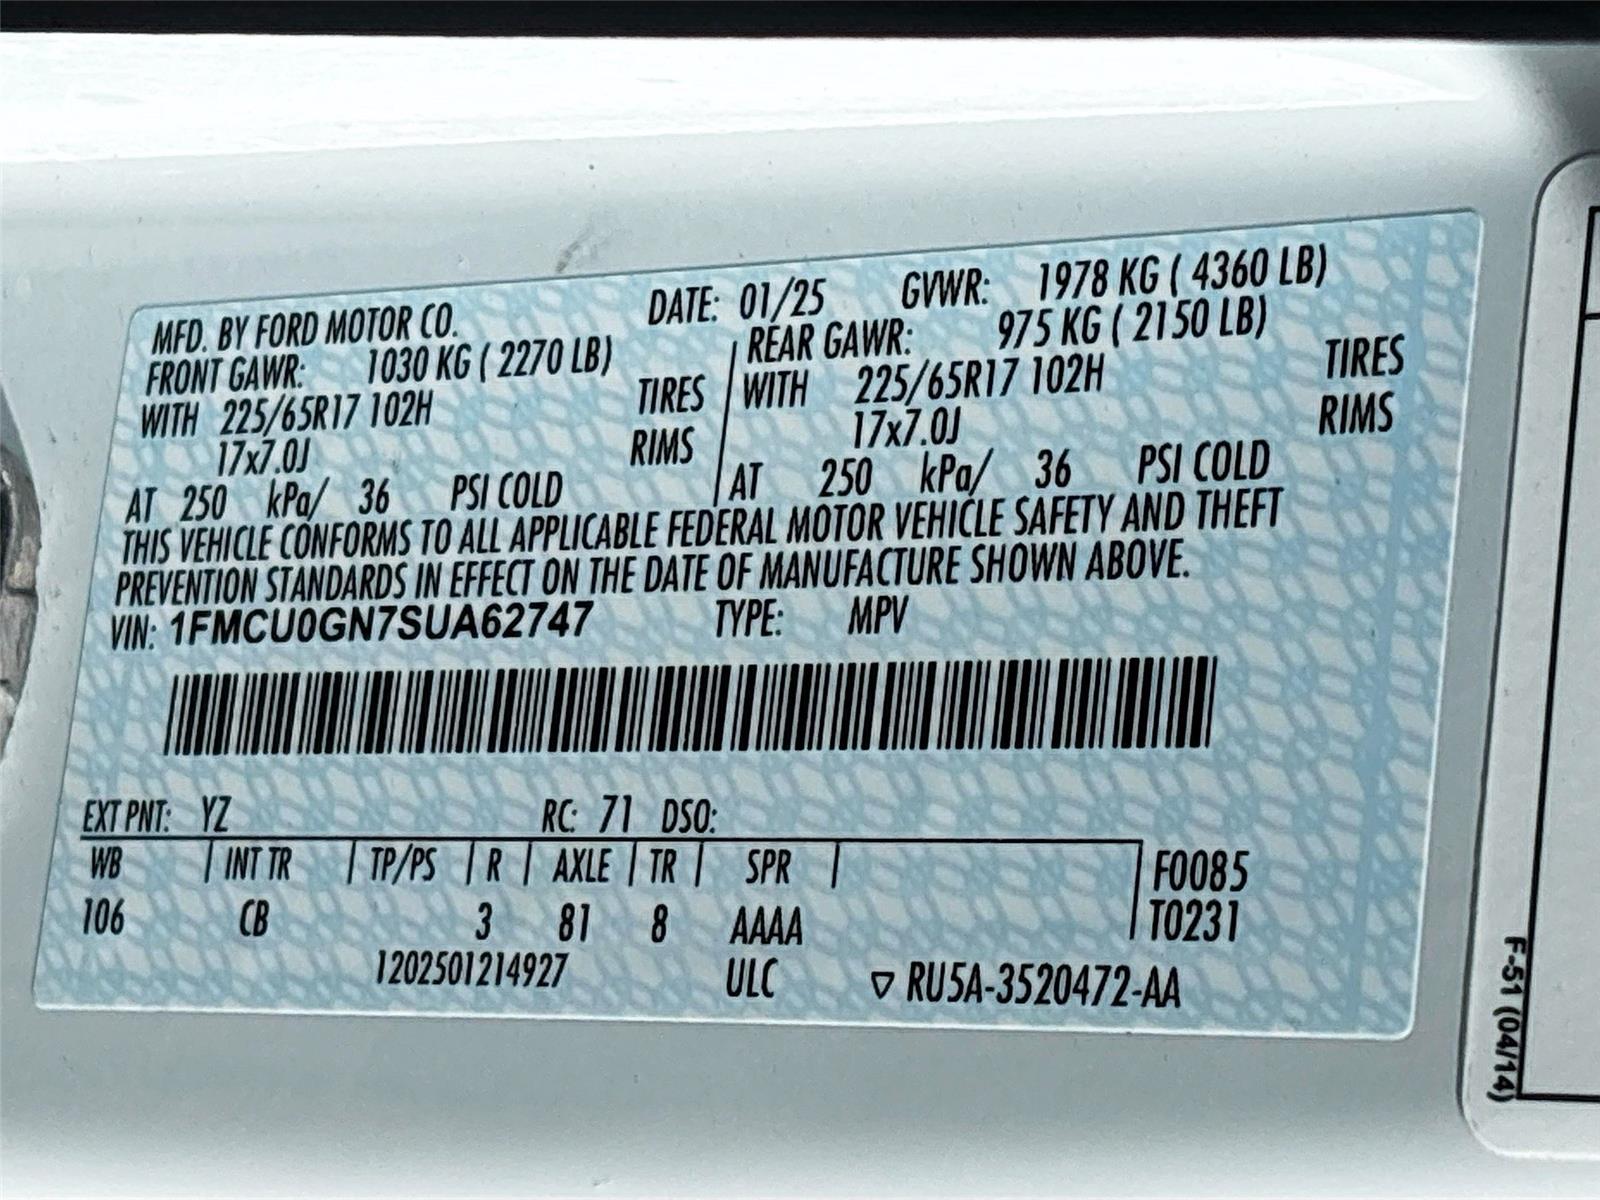 MFD. BY FORD MOTOR CO. DATE: 01/25 GVWR: 1978 KG ( 4360 LB)
FRONT GAWR: 1030 KG ( 2270 LB) REAR GAWR: 975 KG ( 2150 LB)
WITH 225/65R17 102H TIRES WITH 225/65R17 102H TIRES
17x7.0J RIMS 17x7.0J RIMS
AT 250 kPa/ 36 PSI COLD AT 250 kPa/ 36 PSI COLD
THIS VEHICLE CONFORMS TO ALL APPLICABLE FEDERAL MOTOR VEHICLE SAFETY AND THEFT
PREVENTION STANDARDS IN EFFECT ON THE DATE OF MANUFACTURE SHOWN ABOVE.
VIN: 1FMCU0GN7SUA62747 TYPE: MPV
EXT PNT: YZ RC: 71 DSO:
WB INT TR TP/PS R AXLE TR SPR F0085
106 CB 3 81 8 AAAA T0231
1202501214927 ULC RU5A-3520472-AA
F-51 (04/14)